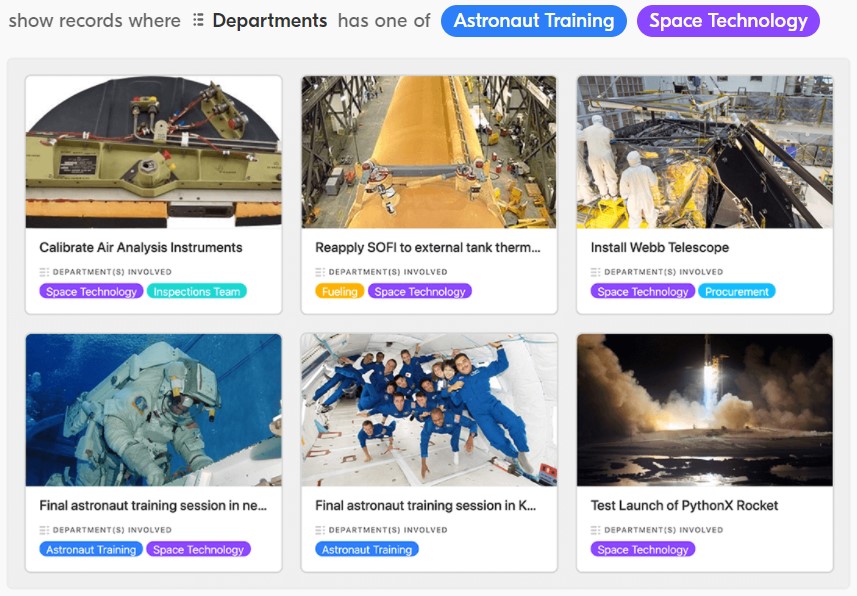 show records where Departments has one of Astronaut Training Space Technology
Calibrate Air Analysis Instruments
DEPARTMENT(S) INVOLVED
Space Technology Inspections Team
Reapply SOFI to external tank therm...
DEPARTMENT(S) INVOLVED
Fueling Space Technology
Install Webb Telescope
DEPARTMENT(S) INVOLVED
Space Technology Procurement
Final astronaut training session in ne...
DEPARTMENT(S) INVOLVED
Astronaut Training Space Technology
Final astronaut training session in K...
DEPARTMENT(S) INVOLVED
Astronaut Training
Test Launch of PythonX Rocket
DEPARTMENT(S) INVOLVED
Space Technology